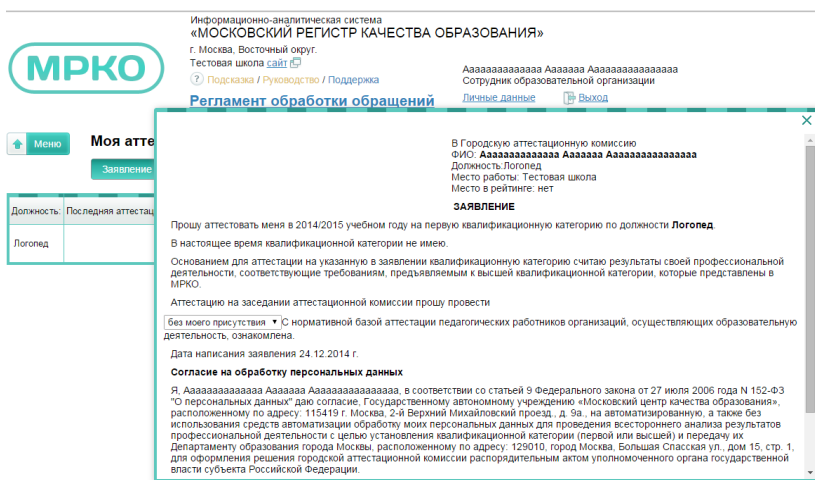 Информационно-аналитическая система
«МОСКОВСКИЙ РЕГИСТР КАЧЕСТВА ОБРАЗОВАНИЯ»
г. Москва, Восточный округ.
Тестовая школа сайт
? Подсказка / Руководство / Поддержка
Регламент обработки обращений
МРКО
Ааааааааааааааа Ааааааа Аааааааааааааааа
Сотрудник образовательной организации
Личные данные Выход
Меню
Моя атте
Заявление
Должность: Последняя аттестац
Логопед
В Городскую аттестационную комиссию
ФИО: Аааааааааааааа Ааааааа Аааааааааааааааа
Должность:Логопед
Место работы: Тестовая школа
Место в рейтинге: нет
ЗАЯВЛЕНИЕ
Прошу аттестовать меня в 2014/2015 учебном году на первую квалификационную категорию по должности Логопед.
В настоящее время квалификационной категории не имею.
Основанием для аттестации на указанную в заявлении квалификационную категорию считаю результаты своей профессиональной
деятельности, соответствующие требованиям, предъявляемым к высшей квалификационной категории, которые представлены в
МРКО.
Аттестацию на заседании аттестационной комиссии прошу провести
без моего присутствия С нормативной базой аттестации педагогических работников организаций, осуществляющих образовательную
деятельность, ознакомлена.
Дата написания заявления 24.12.2014 г.
Согласие на обработку персональных данных
Я, Аааааааааааааа Ааааааа Аааааааааааааааа, в соответствии со статьей 9 Федерального закона от 27 июля 2006 года N 152-ФЗ
"О персональных данных" даю согласие, Государственному автономному учреждению «Московский центр качества образования»,
расположенному по адресу: 115419 г. Москва, 2-й Верхний Михайловский проезд., д. 9а., на автоматизированную, а также без
использования средств автоматизации обработку моих персональных данных для проведения всестороннего анализа результатов
профессиональной деятельности с целью установления квалификационной категории (первой или высшей) и передачу их
Департаменту образования города Москвы, расположенному по адресу: 129010, город Москва, Большая Спасская ул., дом 15, стр. 1,
для оформления решения городской аттестационной комиссии распорядительным актом уполномоченного органа государственной
власти субъекта Российской Федерации.